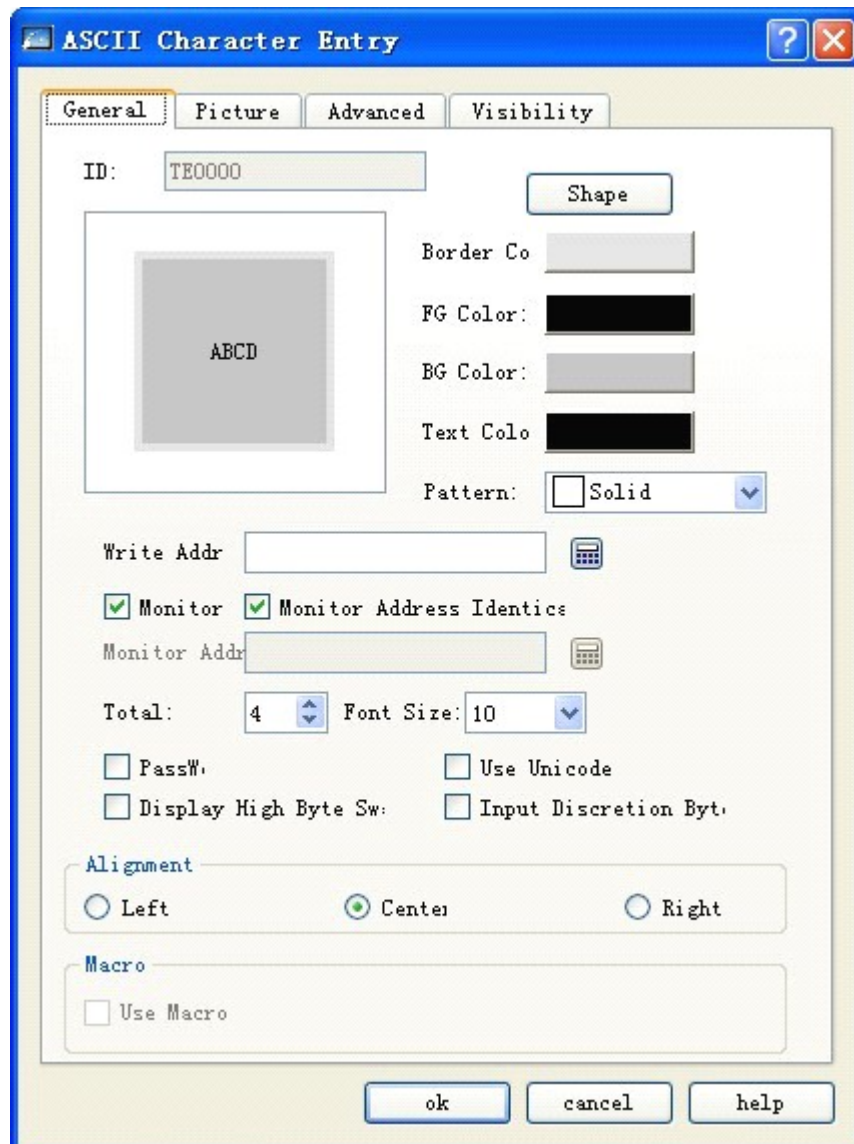 ASCII Character Entry
General Picture Advanced Visibility
ID: TE0000
Shape
Border Co
ABCD
FG Color:
BG Color:
Text Colo
Pattern: Solid
Write Addr
Monitor Monitor Address Identica
Monitor Addr
Total: 4 Font Size: 10
PassW Use Unicode
Display High Byte Sw Input Discretion Byt
Alignment
Left Center Right
Macro
Use Macro
ok cancel help